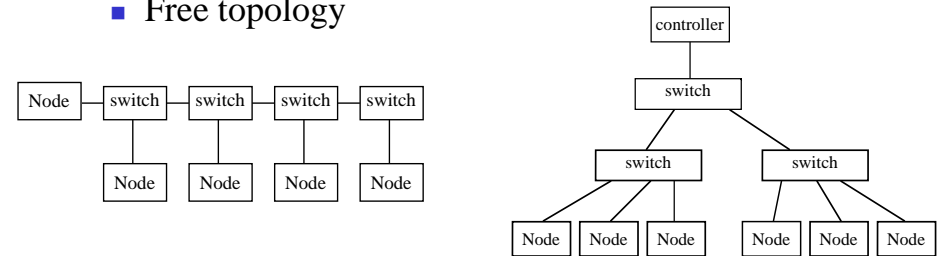 Free topology
controller
Node switch switch switch switch
switch
switch switch
Node Node Node Node
Node Node Node Node Node Node